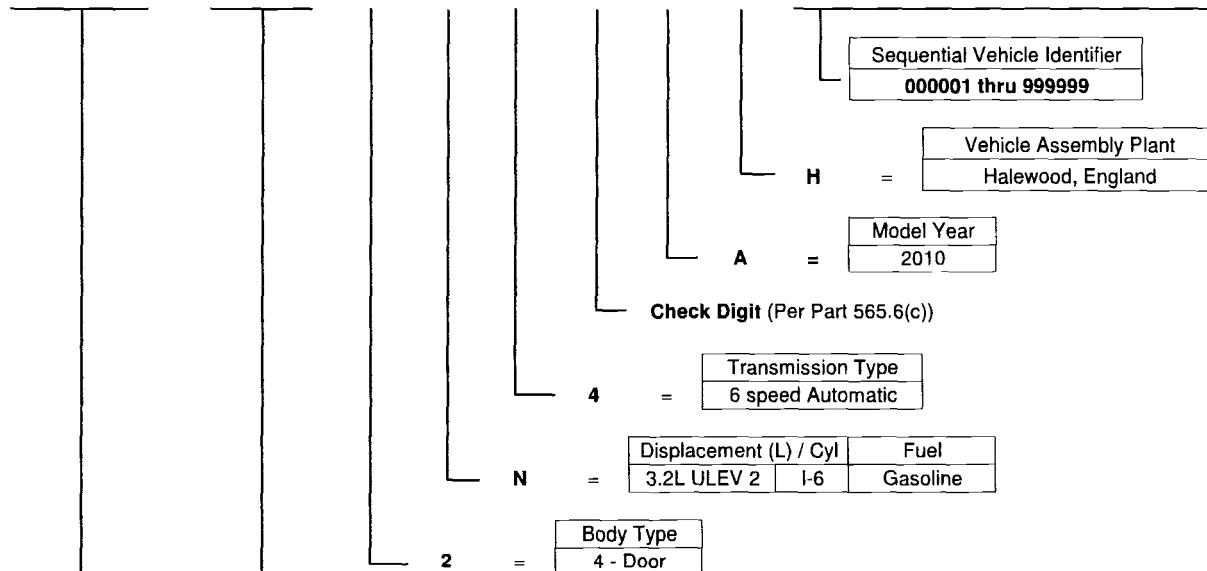 Sequential Vehicle Identifier
000001 thru 999999
Vehicle Assembly Plant
H = Halewood, England
Model Year
A = 2010
Check Digit (Per Part 565.6(c))
Transmission Type
4 = 6 speed Automatic
Displacement (L) / Cyl Fuel
N = 3.2L ULEV 2 I-6 Gasoline
Body Type
2 = 4 - Door